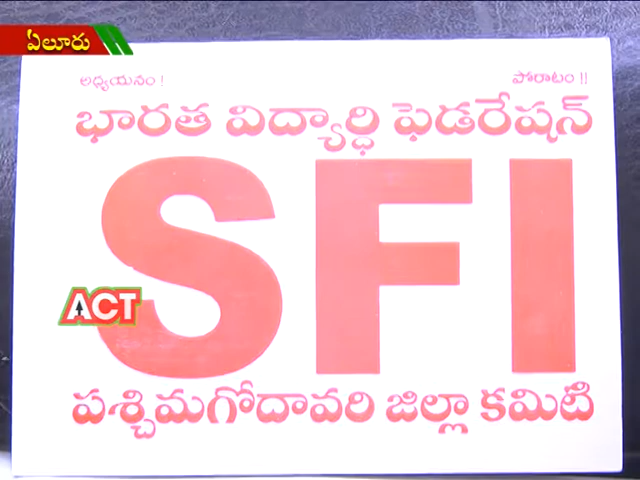 ఏలూరు
అధ్యయనం! పోరాటం!!
భారత విద్యార్ధి ఫెడరేషన్
SFI
ACT
పశ్చిమగోదావరి జిల్లా కమిటి